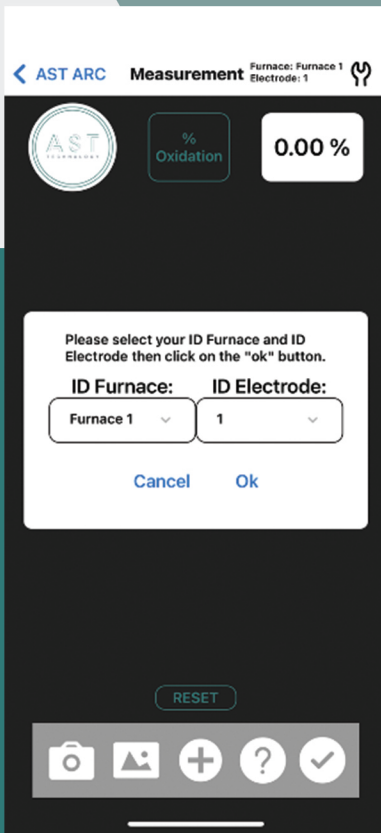 AST ARC
Measurement
Furnace: Furnace 1
Electrode: 1
AST
TECHNOLOGY
%
Oxidation
0.00 %
Please select your ID Furnace and ID
Electrode then click on the "ok" button.
ID Furnace: ID Electrode:
Furnace 1 1
Cancel Ok
RESET
?